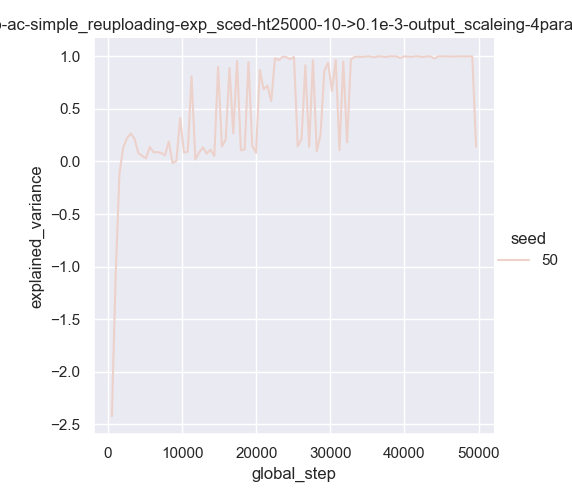 -ac-simple_reuploading-exp_sced-ht25000-10->0.1e-3-output_scaleing-4para
1.0
0.5
0.0
−0.5
−1.0
−1.5
−2.0
−2.5
explained_variance
0 10000 20000 30000 40000 50000
global_step
seed
50